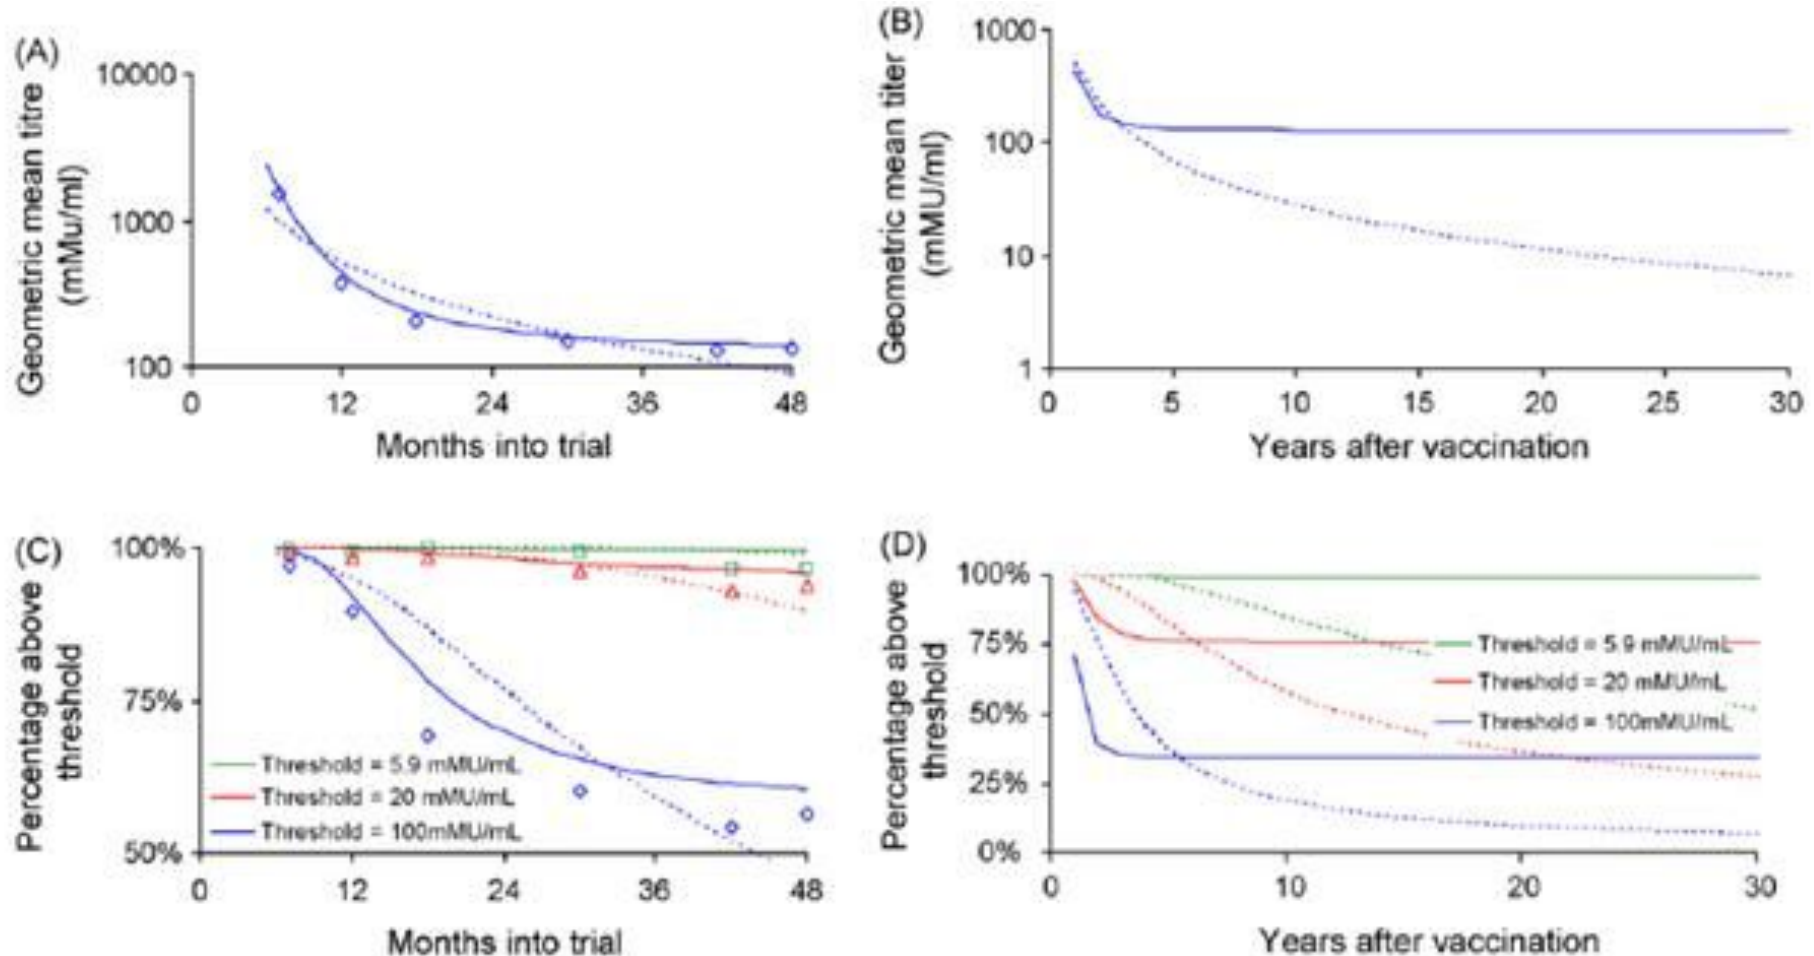 (A)
Geometric mean titre
(mMu/ml)
10000
1000
100
0 12 24 36 48
Months into trial
(B)
Geometric mean titer
(mMU/ml)
1000
100
10
1
0 5 10 15 20 25 30
Years after vaccination
(C)
Percentage above
threshold
100%
75%
50%
Threshold = 5.9 mMU/mL
Threshold = 20 mMU/mL
Threshold = 100mMU/mL
0 12 24 36 48
Months into trial
(D)
Percentage above
threshold
100%
75%
50%
25%
0%
Threshold = 5.9 mMU/mL
Threshold = 20 mMU/mL
Threshold = 100mMU/mL
0 10 20 30
Years after vaccination